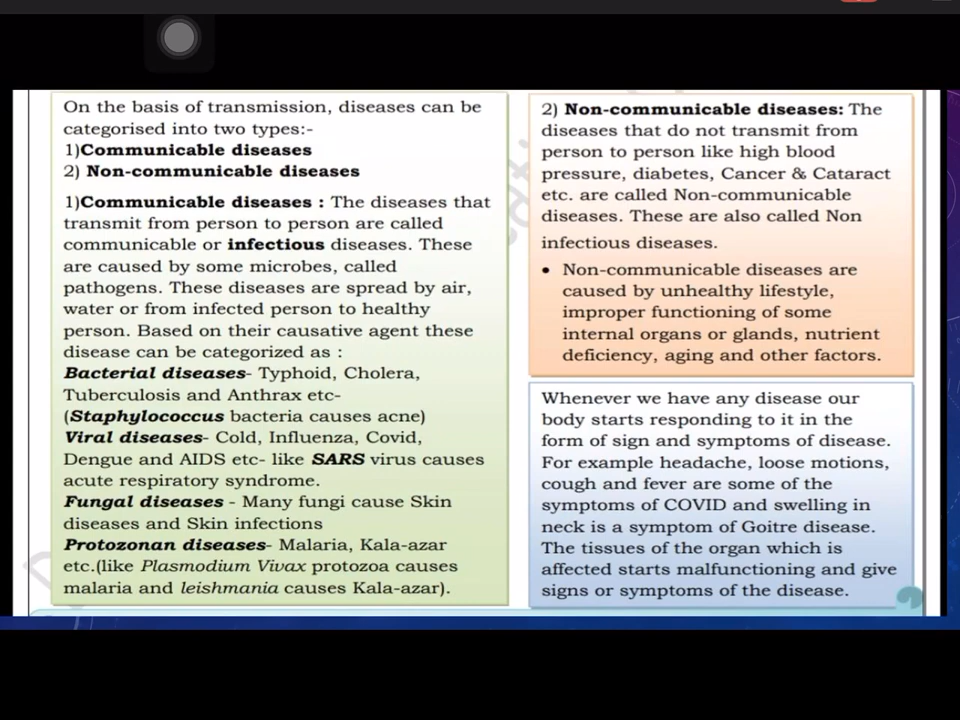 On the basis of transmission, diseases can be
categorised into two types:-
1)Communicable diseases
2) Non-communicable diseases
1)Communicable diseases : The diseases that
transmit from person to person are called
communicable or infectious diseases. These
are caused by some microbes, called
pathogens. These diseases are spread by air,
water or from infected person to healthy
person. Based on their causative agent these
disease can be categorized as :
Bacterial diseases- Typhoid, Cholera,
Tuberculosis and Anthrax etc-
(Staphylococcus bacteria causes acne)
Viral diseases- Cold, Influenza, Covid,
Dengue and AIDS etc- like SARS virus causes
acute respiratory syndrome.
Fungal diseases - Many fungi cause Skin
diseases and Skin infections
Protozonan diseases- Malaria, Kala-azar
etc.(like Plasmodium Vivax protozoa causes
malaria and leishmania causes Kala-azar).
2) Non-communicable diseases: The
diseases that do not transmit from
person to person like high blood
pressure, diabetes, Cancer & Cataract
etc. are called Non-communicable
diseases. These are also called Non
infectious diseases.
• Non-communicable diseases are
caused by unhealthy lifestyle,
improper functioning of some
internal organs or glands, nutrient
deficiency, aging and other factors.
Whenever we have any disease our
body starts responding to it in the
form of sign and symptoms of disease.
For example headache, loose motions,
cough and fever are some of the
symptoms of COVID and swelling in
neck is a symptom of Goitre disease.
The tissues of the organ which is
affected starts malfunctioning and give
signs or symptoms of the disease.